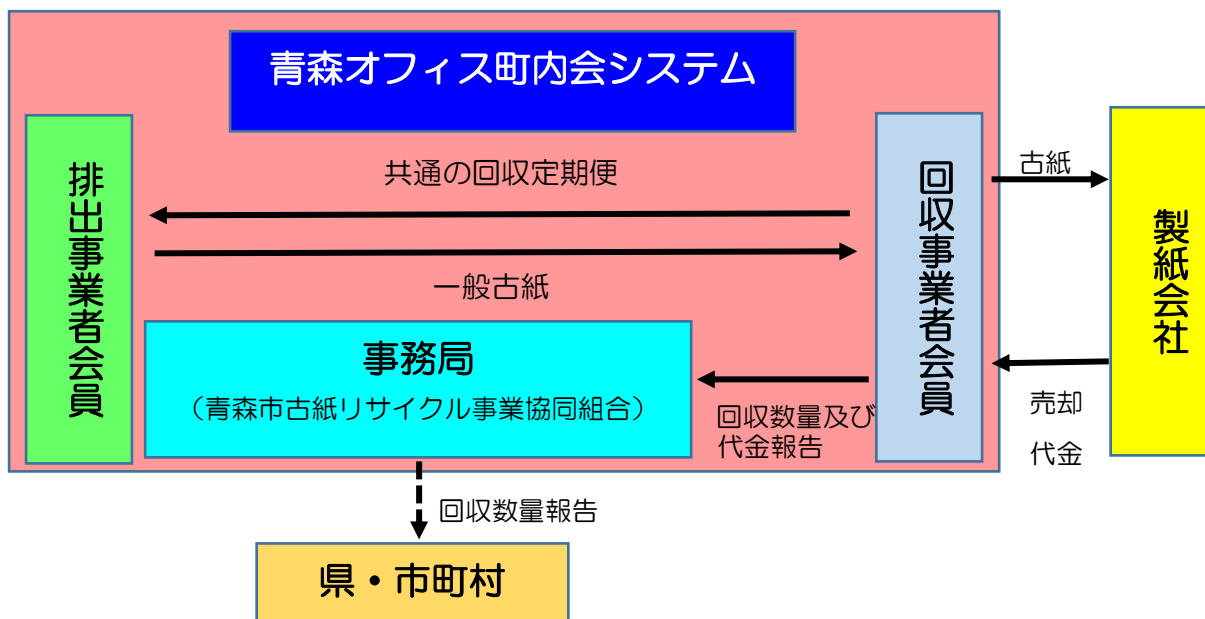 青森オフィス町内会システム
排出事業者会員
共通の回収定期便
一般古紙
回収事業者会員
古紙
製紙会社
売却
代金
事務局
（青森市古紙リサイクル事業協同組合）
回収数量及び
代金報告
回収数量報告
県・市町村